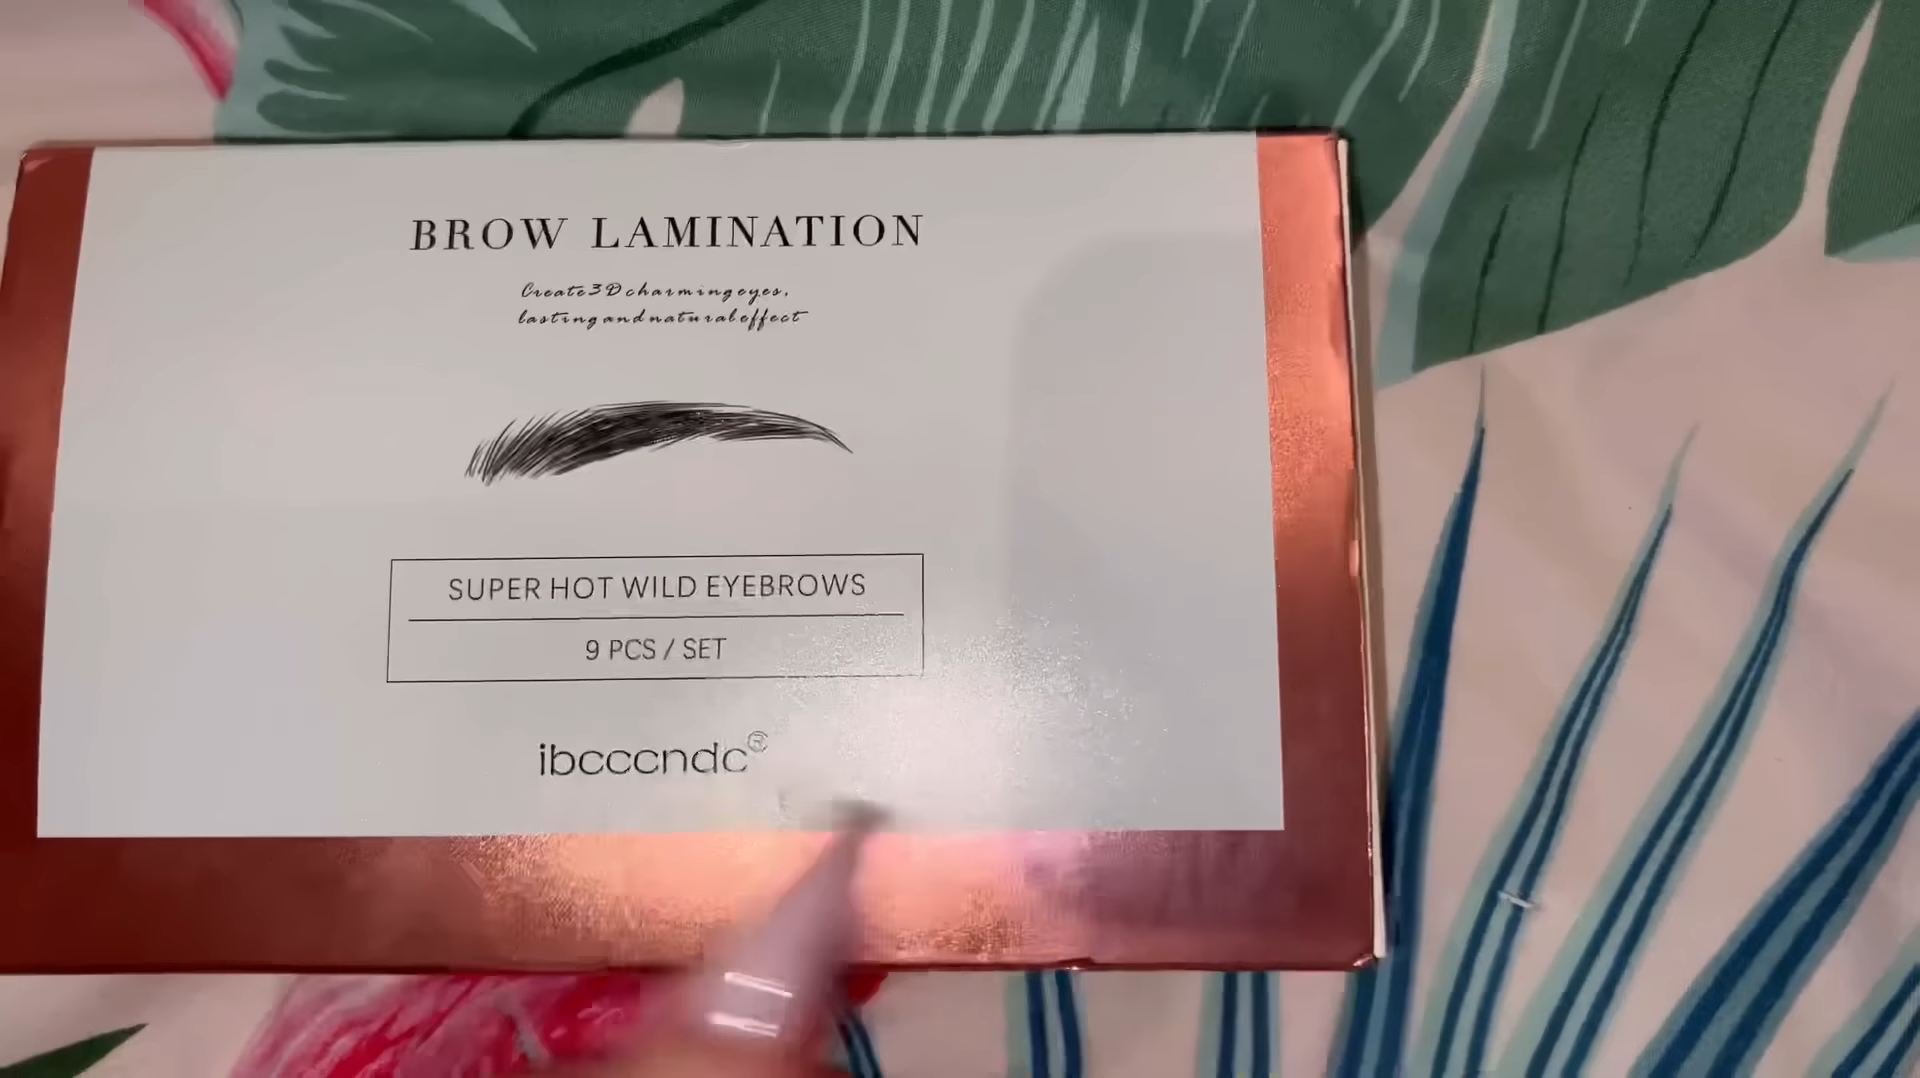 BROW LAMINATION
Create3Dcharmingeyes,
lastingandnaturaleffect
SUPER HOT WILD EYEBROWS
9 PCS / SET
ibcccndc®